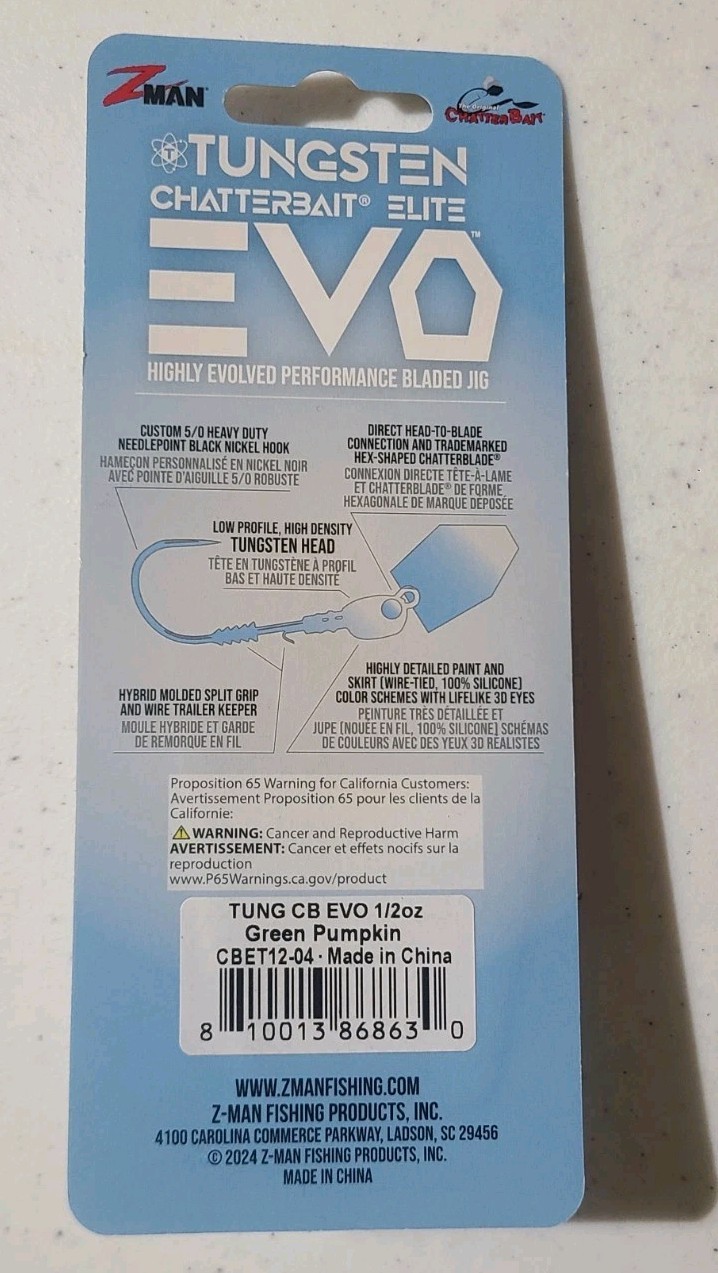 ZMAN®
The Original
CHATTERBAIT®
TUNGSTEN
CHATTERBAIT® ELITE
EVO™
HIGHLY EVOLVED PERFORMANCE BLADED JIG
CUSTOM 5/0 HEAVY DUTY
NEEDLEPOINT BLACK NICKEL HOOK
HAMEÇON PERSONNALISÉ EN NICKEL NOIR
AVEC POINTE D'AIGUILLE 5/0 ROBUSTE
DIRECT HEAD-TO-BLADE
CONNECTION AND TRADEMARKED
HEX-SHAPED CHATTERBLADE®
CONNEXION DIRECTE TÊTE-À-LAME
ET CHATTERBLADE® DE FORME
HEXAGONALE DE MARQUE DÉPOSÉE
LOW PROFILE, HIGH DENSITY
TUNGSTEN HEAD
TÊTE EN TUNGSTÈNE À PROFIL
BAS ET HAUTE DENSITÉ
HYBRID MOLDED SPLIT GRIP
AND WIRE TRAILER KEEPER
MOULE HYBRIDE ET GARDE
DE REMORQUE EN FIL
HIGHLY DETAILED PAINT AND
SKIRT (WIRE-TIED, 100% SILICONE)
COLOR SCHEMES WITH LIFELIKE 3D EYES
PEINTURE TRÈS DÉTAILLÉE ET
JUPE (NOUÉE EN FIL, 100% SILICONE) SCHÉMAS
DE COULEURS AVEC DES YEUX 3D RÉALISTES
Proposition 65 Warning for California Customers:
Avertissement Proposition 65 pour les clients de la
Californie:
⚠ WARNING: Cancer and Reproductive Harm
AVERTISSEMENT: Cancer et effets nocifs sur la
reproduction
www.P65Warnings.ca.gov/product
TUNG CB EVO 1/2oz
Green Pumpkin
CBET12-04 · Made in China
8 10013 86863 0
WWW.ZMANFISHING.COM
Z-MAN FISHING PRODUCTS, INC.
4100 CAROLINA COMMERCE PARKWAY, LADSON, SC 29456
© 2024 Z-MAN FISHING PRODUCTS, INC.
MADE IN CHINA